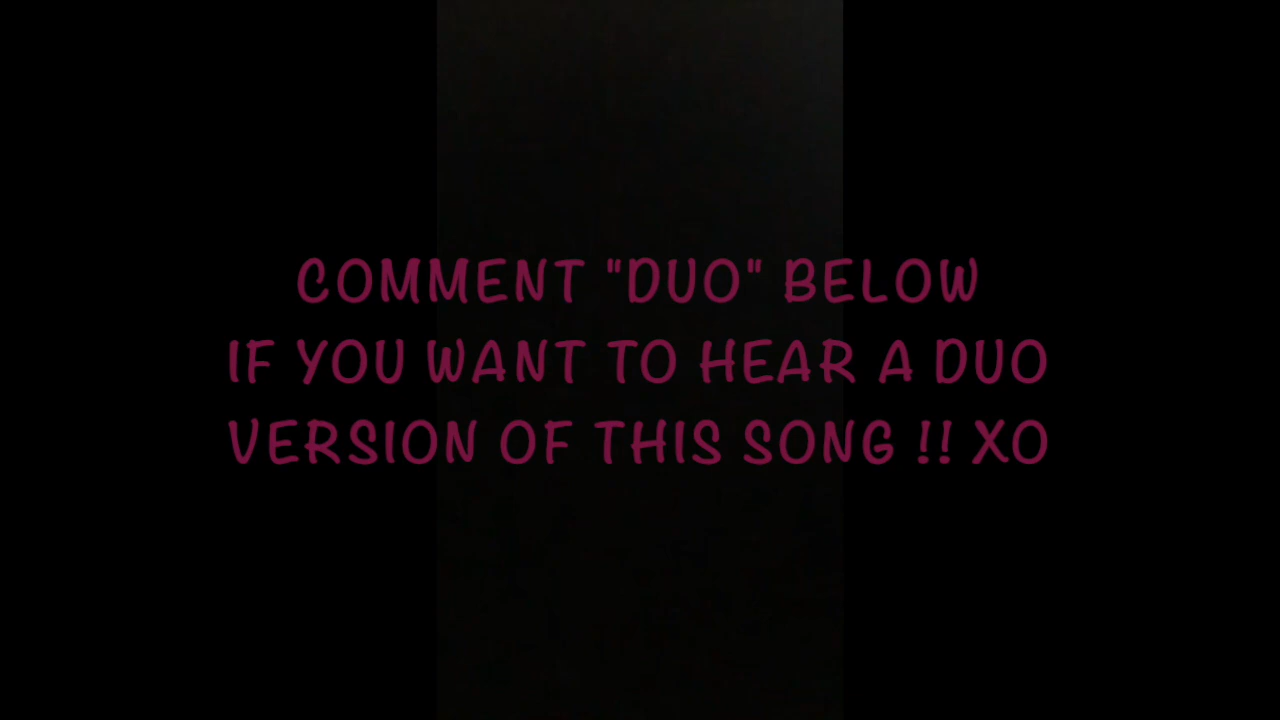 COMMENT "DUO" BELOW
IF YOU WANT TO HEAR A DUO
VERSION OF THIS SONG !! XO